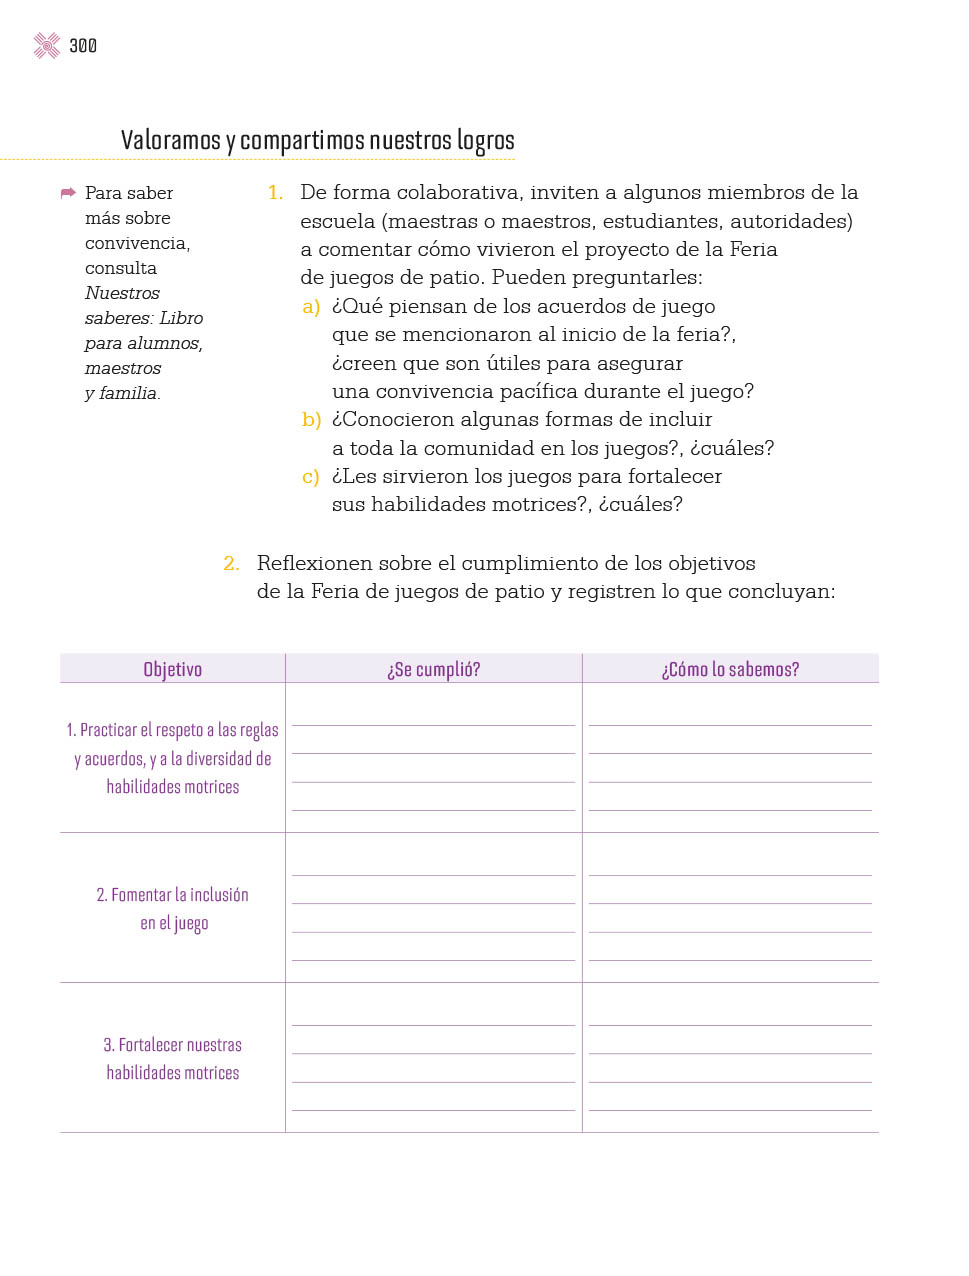 300
Valoramos y compartimos nuestros logros
Para saber
más sobre
convivencia,
consulta
Nuestros
saberes: Libro
para alumnos,
maestros
y familia.
1. De forma colaborativa, inviten a algunos miembros de la
escuela (maestras o maestros, estudiantes, autoridades)
a comentar cómo vivieron el proyecto de la Feria
de juegos de patio. Pueden preguntarles:
a) ¿Qué piensan de los acuerdos de juego
que se mencionaron al inicio de la feria?,
¿creen que son útiles para asegurar
una convivencia pacífica durante el juego?
b) ¿Conocieron algunas formas de incluir
a toda la comunidad en los juegos?, ¿cuáles?
c) ¿Les sirvieron los juegos para fortalecer
sus habilidades motrices?, ¿cuáles?
2. Reflexionen sobre el cumplimiento de los objetivos
de la Feria de juegos de patio y registren lo que concluyan:
Objetivo ¿Se cumplió? ¿Cómo lo sabemos?
1. Practicar el respeto a las reglas
y acuerdos, y a la diversidad de
habilidades motrices
2. Fomentar la inclusión
en el juego
3. Fortalecer nuestras
habilidades motrices